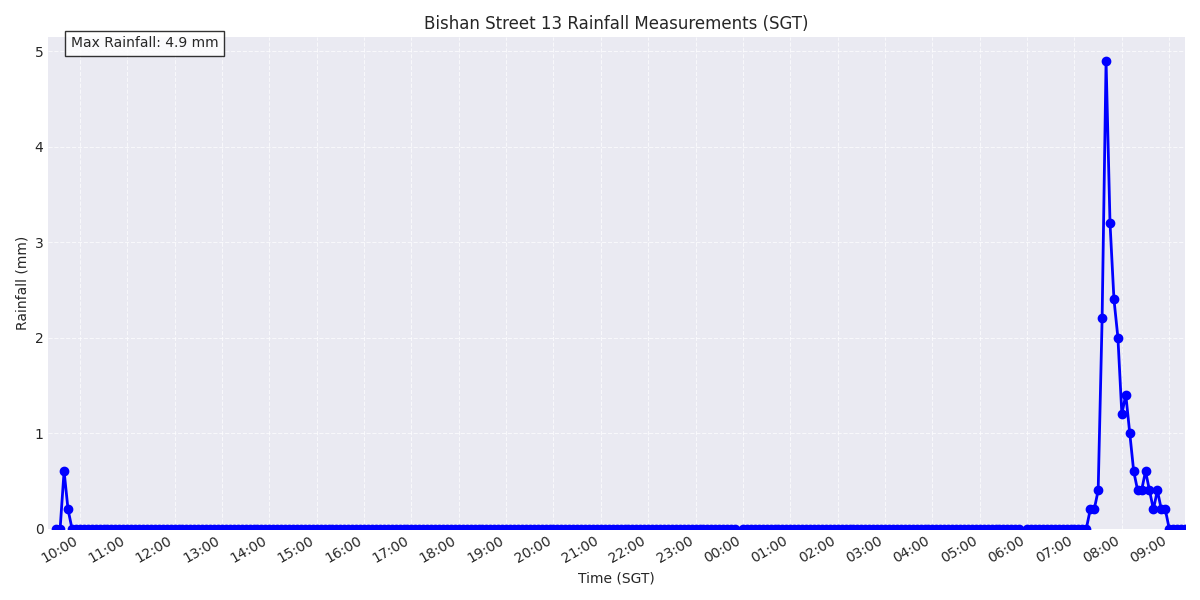 Bishan Street 13 Rainfall Measurements (SGT)
Max Rainfall: 4.9 mm
Rainfall (mm)
5
4
3
2
1
0
10:00 11:00 12:00 13:00 14:00 15:00 16:00 17:00 18:00 19:00 20:00 21:00 22:00 23:00 00:00 01:00 02:00 03:00 04:00 05:00 06:00 07:00 08:00 09:00
Time (SGT)